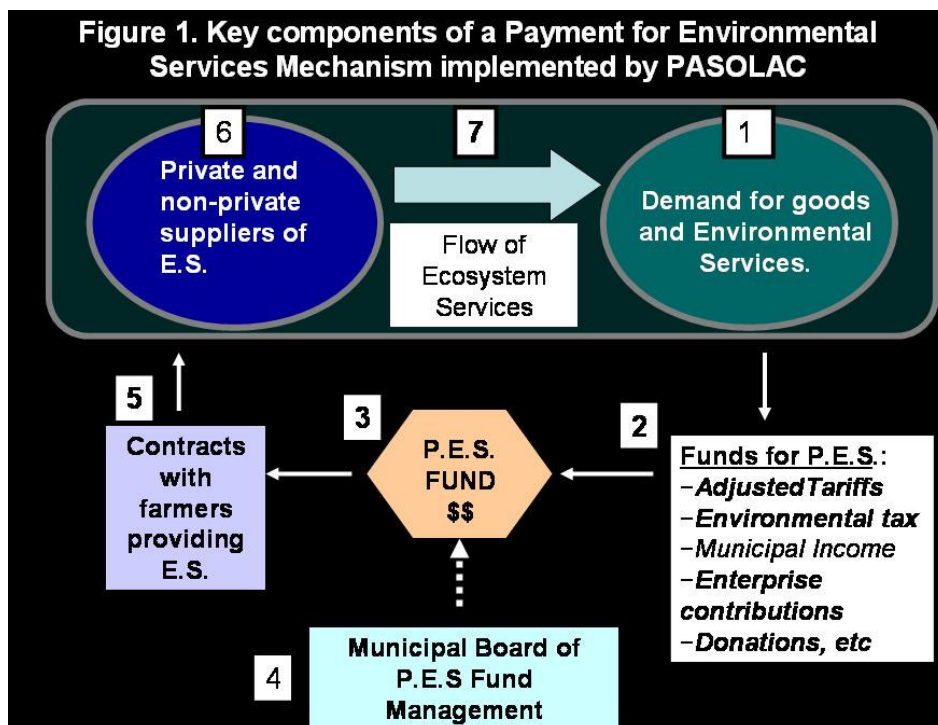 Figure 1. Key components of a Payment for Environmental
Services Mechanism implemented by PASOLAC
6
Private and
non-private
suppliers of
E.S.
7
Flow of
Ecosystem
Services
1
Demand for goods
and Environmental
Services.
5
Contracts
with
farmers
providing
E.S.
3
P.E.S.
FUND
$$
2
Funds for P.E.S.:
–AdjustedTariffs
–Environmental tax
–Municipal Income
–Enterprise
contributions
–Donations, etc
4
Municipal Board of
P.E.S Fund
Management